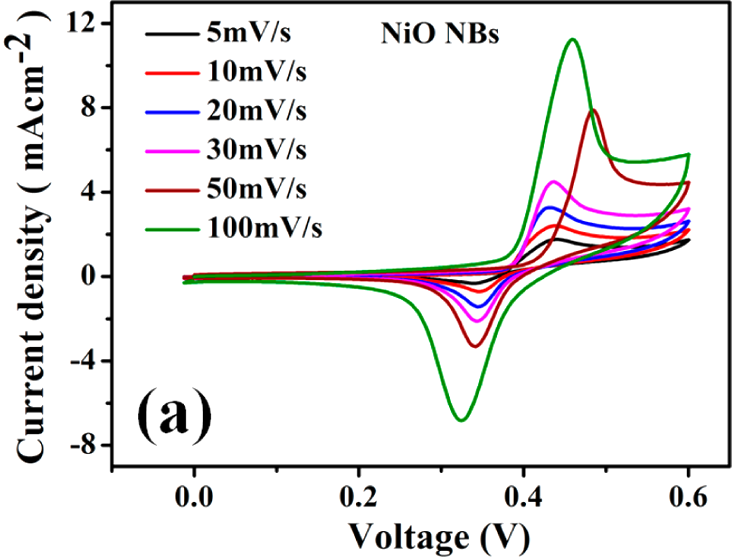 12
8
4
0
-4
-8
Current density ( mAcm-2 )
5mV/s
10mV/s
20mV/s
30mV/s
50mV/s
100mV/s
NiO NBs
(a)
0.0 0.2 0.4 0.6
Voltage (V)